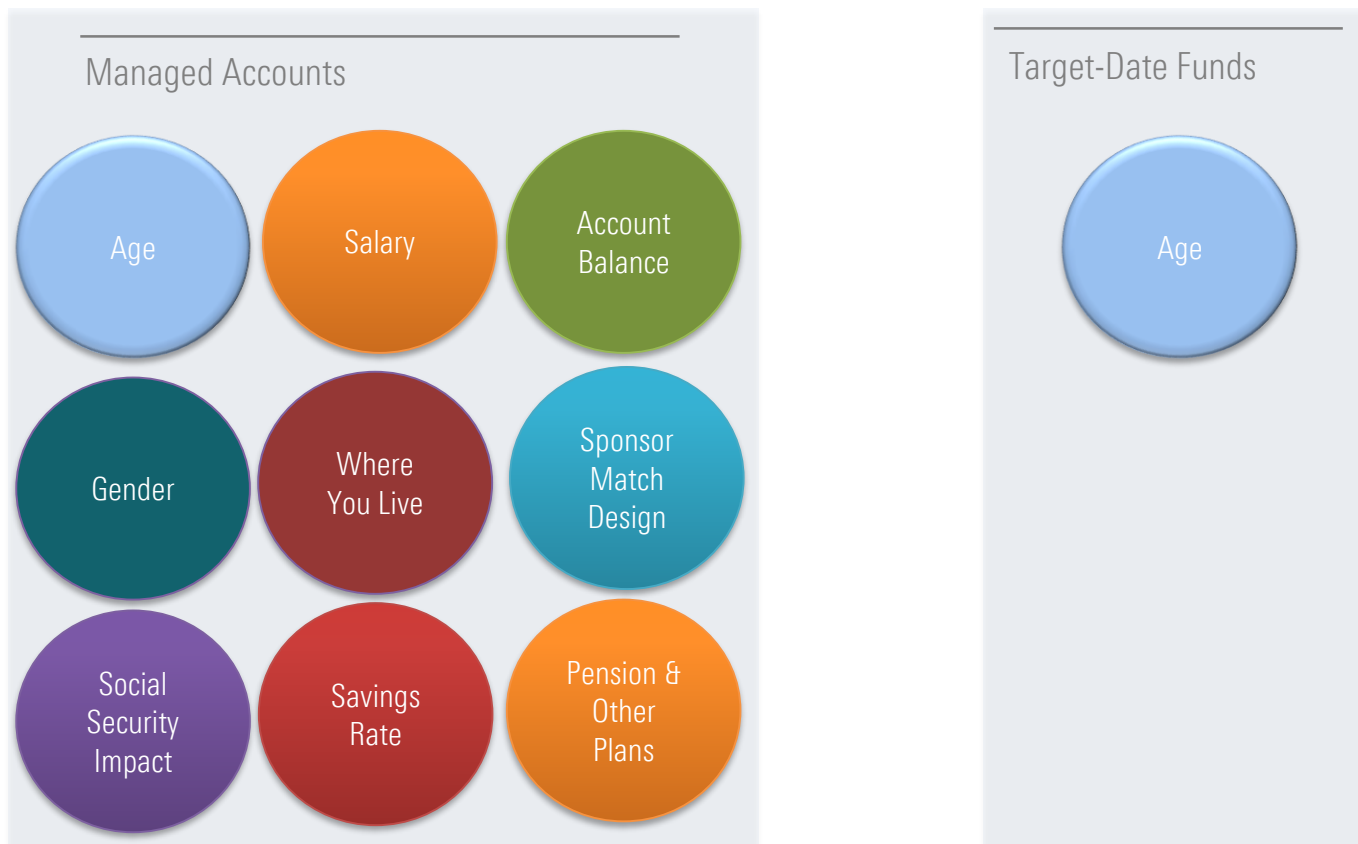 Managed Accounts
Age
Salary
Account
Balance
Gender
Where
You Live
Sponsor
Match
Design
Social
Security
Impact
Savings
Rate
Pension &
Other
Plans
Target-Date Funds
Age